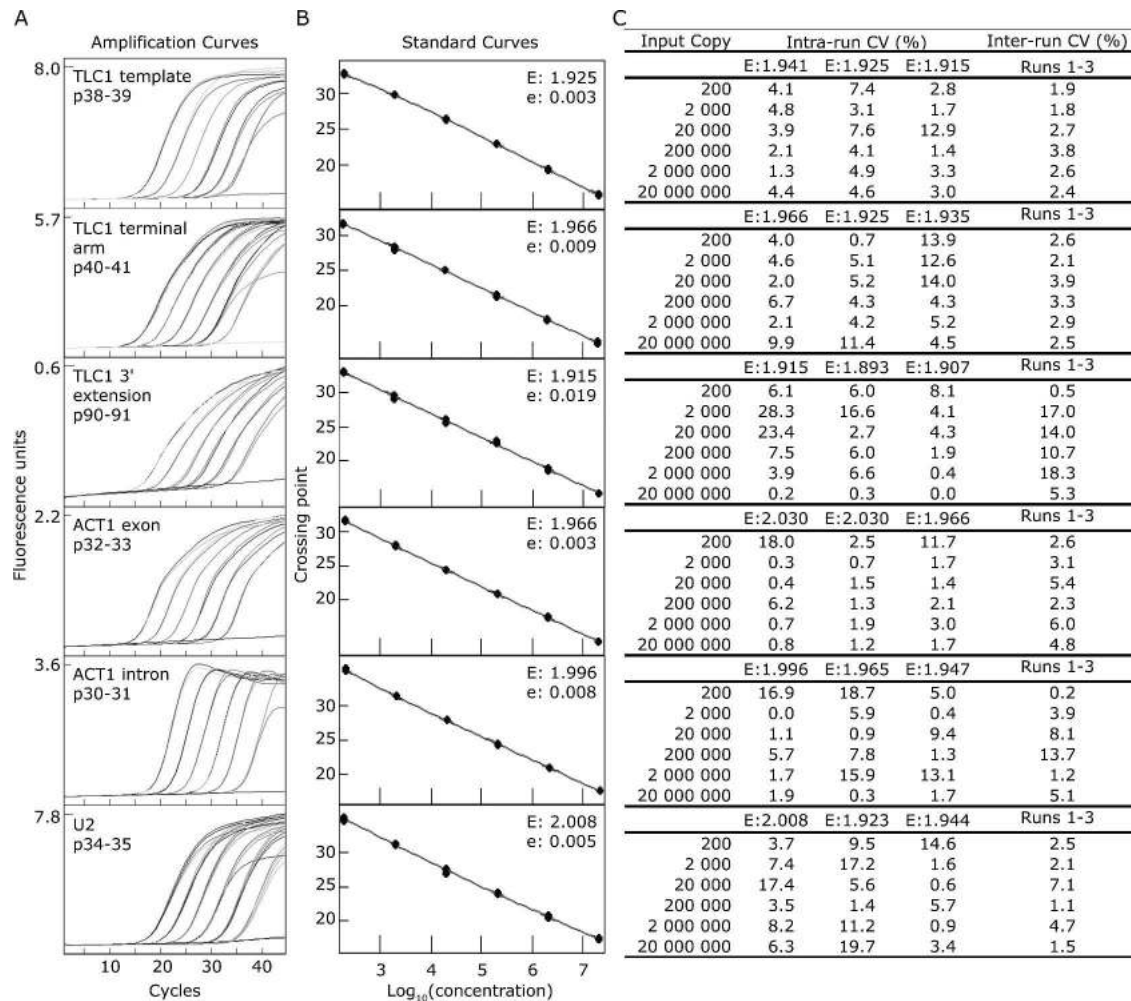 A
B
C
Amplification Curves
Standard Curves
Input Copy Intra-run CV (%) Inter-run CV (%)
8.0
TLC1 template
p38-39
5.7
TLC1 terminal
arm
p40-41
0.6
TLC1 3'
extension
p90-91
2.2
ACT1 exon
p32-33
3.6
ACT1 intron
p30-31
7.8
U2
p34-35
Fluorescence units
10 20 30 40
Cycles
E: 1.925
e: 0.003
30
25
20
E: 1.966
e: 0.009
30
25
20
E: 1.915
e: 0.019
30
25
20
E: 1.966
e: 0.003
30
25
20
E: 1.996
e: 0.008
30
25
20
E: 2.008
e: 0.005
30
25
20
Crossing point
3 4 5 6 7
Log10(concentration)
E:1.941 E:1.925 E:1.915 Runs 1-3
200 4.1 7.4 2.8 1.9
2 000 4.8 3.1 1.7 1.8
20 000 3.9 7.6 12.9 2.7
200 000 2.1 4.1 1.4 3.8
2 000 000 1.3 4.9 3.3 2.6
20 000 000 4.4 4.6 3.0 2.4
E:1.966 E:1.925 E:1.935 Runs 1-3
200 4.0 0.7 13.9 2.6
2 000 4.6 5.1 12.6 2.1
20 000 2.0 5.2 14.0 3.9
200 000 6.7 4.3 4.3 3.3
2 000 000 2.1 4.2 5.2 2.9
20 000 000 9.9 11.4 4.5 2.5
E:1.915 E:1.893 E:1.907 Runs 1-3
200 6.1 6.0 8.1 0.5
2 000 28.3 16.6 4.1 17.0
20 000 23.4 2.7 4.3 14.0
200 000 7.5 6.0 1.9 10.7
2 000 000 3.9 6.6 0.4 18.3
20 000 000 0.2 0.3 0.0 5.3
E:2.030 E:2.030 E:1.966 Runs 1-3
200 18.0 2.5 11.7 2.6
2 000 0.3 0.7 1.7 3.1
20 000 0.4 1.5 1.4 5.4
200 000 6.2 1.3 2.1 2.3
2 000 000 0.7 1.9 3.0 6.0
20 000 000 0.8 1.2 1.7 4.8
E:1.996 E:1.965 E:1.947 Runs 1-3
200 16.9 18.7 5.0 0.2
2 000 0.0 5.9 0.4 3.9
20 000 1.1 0.9 9.4 8.1
200 000 5.7 7.8 1.3 13.7
2 000 000 1.7 15.9 13.1 1.2
20 000 000 1.9 0.3 1.7 5.1
E:2.008 E:1.923 E:1.944 Runs 1-3
200 3.7 9.5 14.6 2.5
2 000 7.4 17.2 1.6 2.1
20 000 17.4 5.6 0.6 7.1
200 000 3.5 1.4 5.7 1.1
2 000 000 8.2 11.2 0.9 4.7
20 000 000 6.3 19.7 3.4 1.5